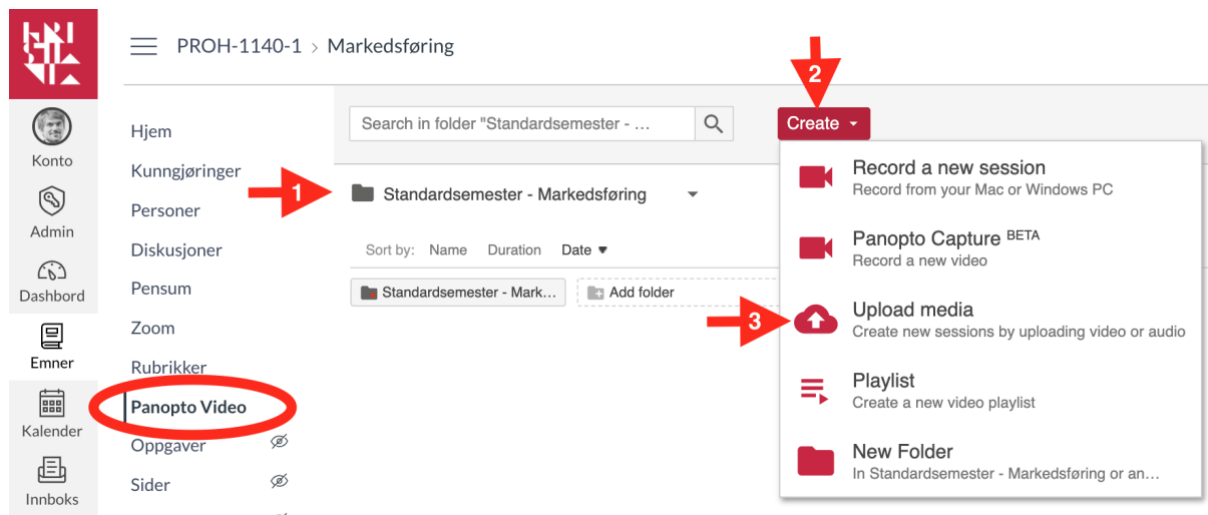 PROH-1140-1 › Markedsføring
Konto
Admin
Dashbord
Emner
Kalender
Innboks
Hjem
Kunngjøringer
Personer
Diskusjoner
Pensum
Zoom
Rubrikker
Panopto Video
Oppgaver
Sider
Search in folder "Standardsemester - ...
1
Standardsemester - Markedsføring
Sort by: Name Duration Date ▼
Standardsemester - Mark...
Add folder
2
Create
Record a new session
Record from your Mac or Windows PC
Panopto Capture BETA
Record a new video
3
Upload media
Create new sessions by uploading video or audio
Playlist
Create a new video playlist
New Folder
In Standardsemester - Markedsføring or an...